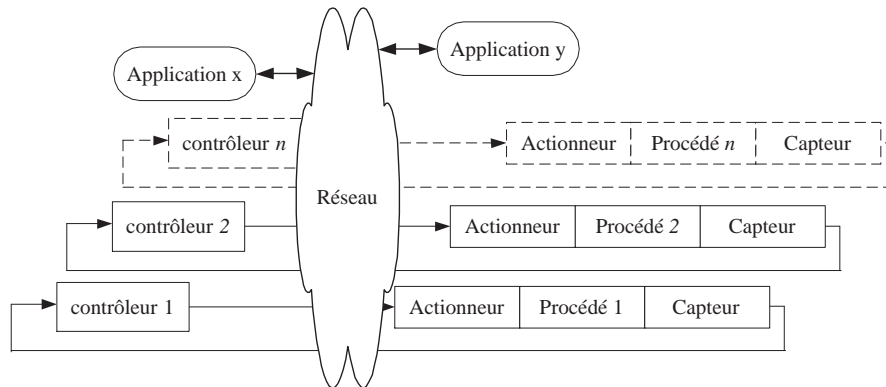 Application y
Application x
contrôleur n
Actionneur Procédé n Capteur
Réseau
contrôleur 2
Actionneur Procédé 2 Capteur
contrôleur 1
Actionneur Procédé 1 Capteur